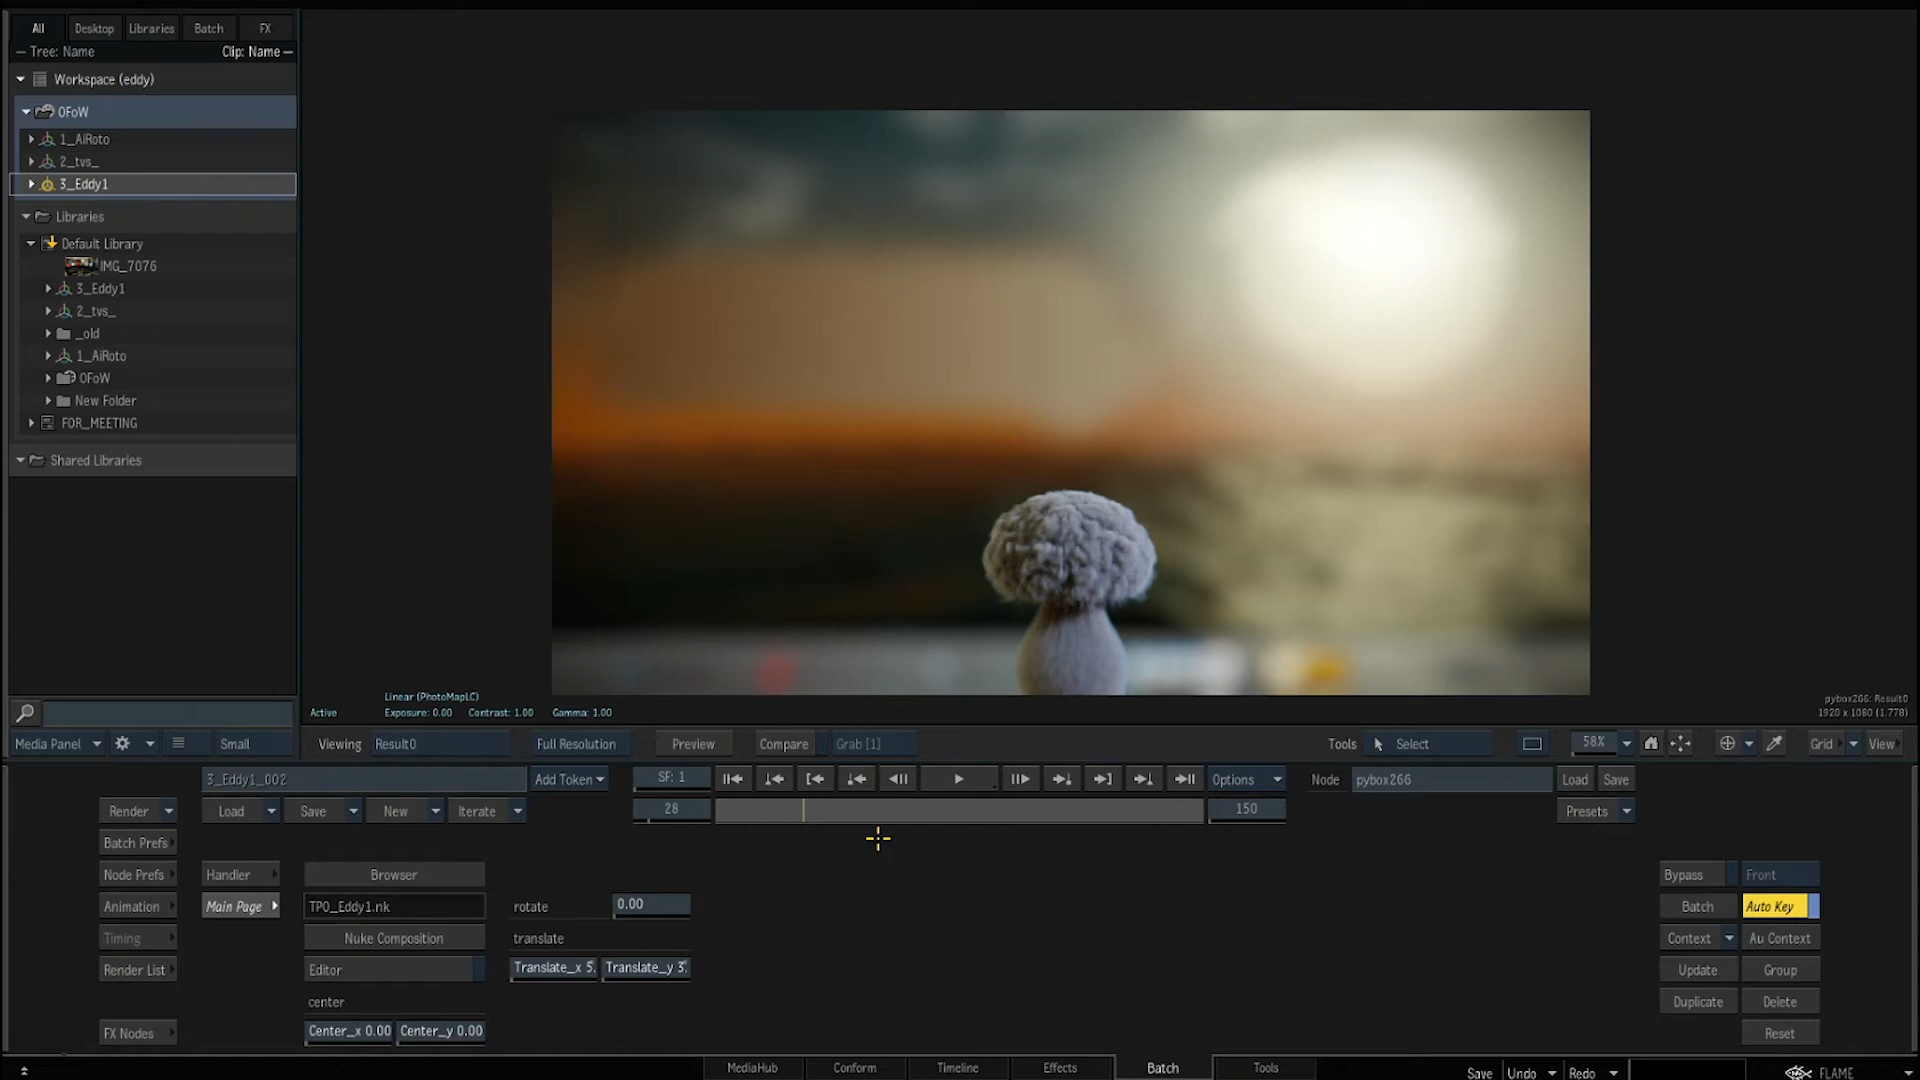 All Desktop Libraries Batch FX
Tree: Name Clip: Name
Workspace (eddy)
OFoW
1_AiRoto
2_tvs_
3_Eddy1
Libraries
Default Library
IMG_7076
3_Eddy1
2_tvs_
_old
1_AiRoto
OFoW
New Folder
FOR_MEETING
Shared Libraries
Linear (PhotoMapLC)
Active Exposure: 0.00 Contrast: 1.00 Gamma: 1.00
pybox266: Result0
1920 x 1080 (1.778)
Media Panel Small Viewing Result0 Full Resolution Preview Compare Grab [1] Tools Select 58% Grid View
3_Eddy1_002 Add Token SF: 1 Options Node pybox266 Load Save
Render Load Save New Iterate 28 150 Presets
Batch Prefs
Node Prefs Handler Browser Bypass Front
Animation Main Page TPO_Eddy1.nk rotate 0.00 Batch Auto Key
Timing Nuke Composition translate Context Au Context
Render List Editor Translate_x 5. Translate_y 3. Update Group
center Duplicate Delete
FX Nodes Center_x 0.00 Center_y 0.00 Reset
MediaHub Conform Timeline Effects Batch Tools Save Undo Redo FLAME